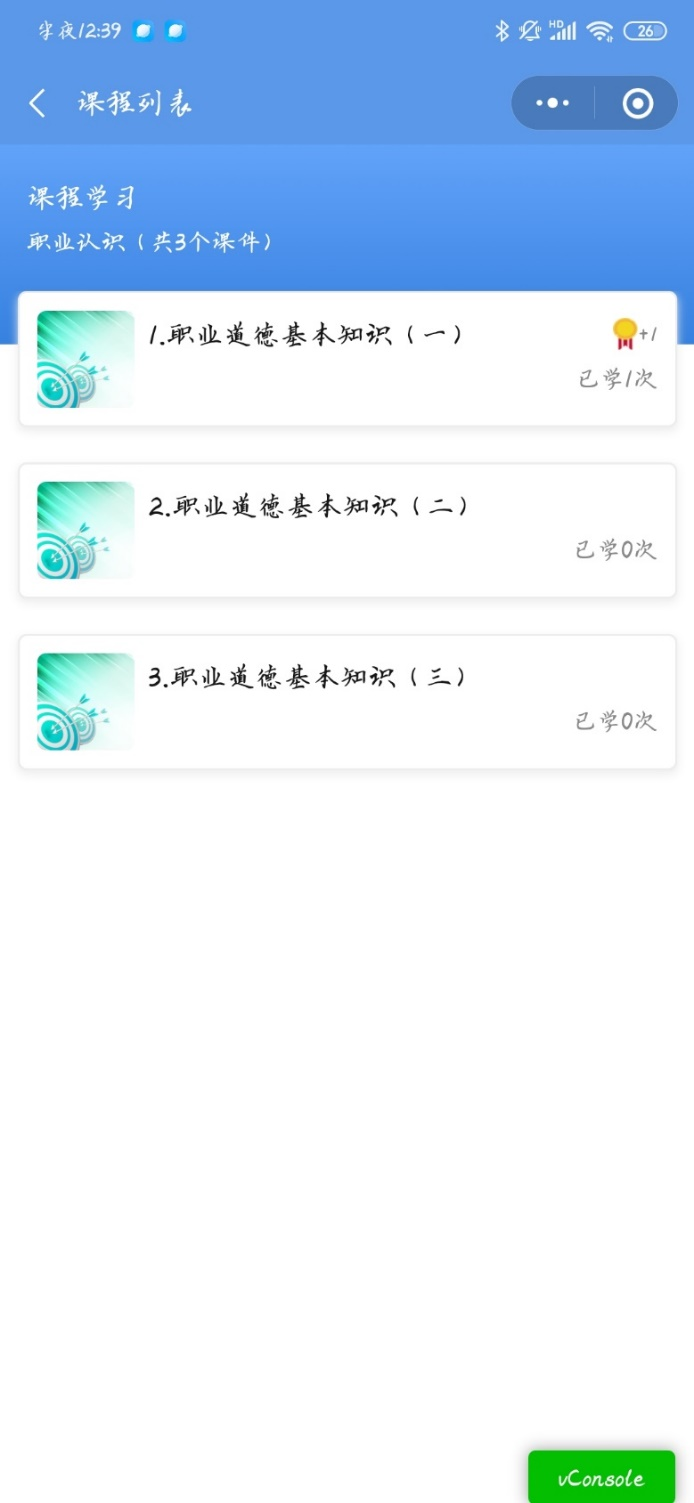 半夜12:39
HD
26
课程列表
课程学习
职业认识（共3个课件）
1.职业道德基本知识（一）
+1
已学1次
2.职业道德基本知识（二）
已学0次
3.职业道德基本知识（三）
已学0次
vConsole